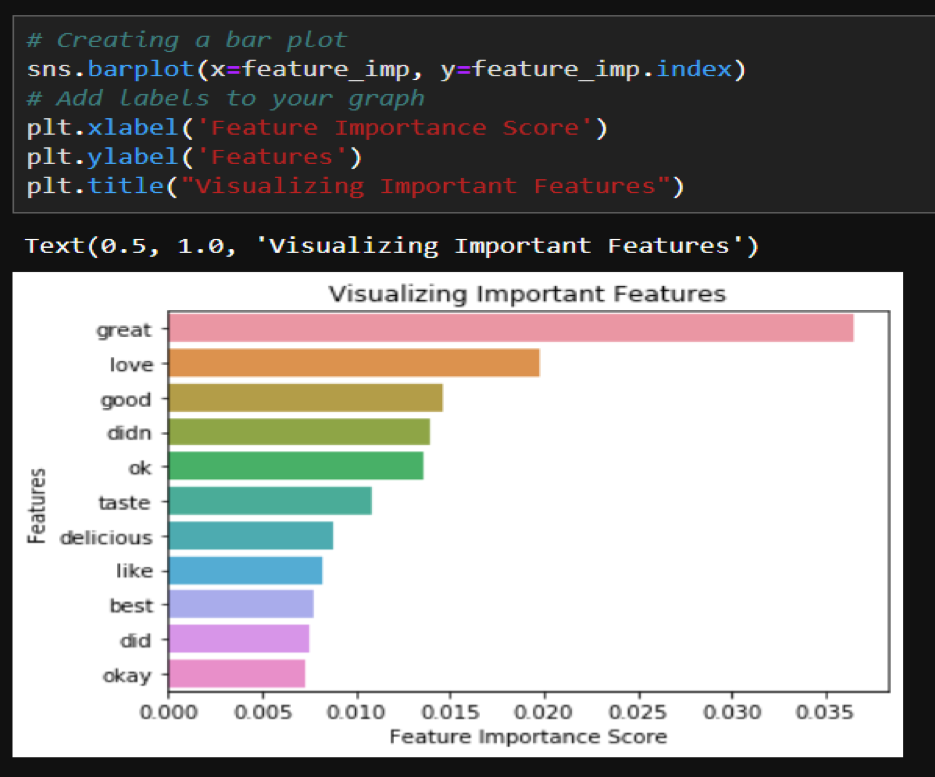 # Creating a bar plot
sns.barplot(x=feature_imp, y=feature_imp.index)
# Add labels to your graph
plt.xlabel('Feature Importance Score')
plt.ylabel('Features')
plt.title("Visualizing Important Features")
Text(0.5, 1.0, 'Visualizing Important Features')
Visualizing Important Features
Features
great
love
good
didn
ok
taste
delicious
like
best
did
okay
0.000 0.005 0.010 0.015 0.020 0.025 0.030 0.035
Feature Importance Score